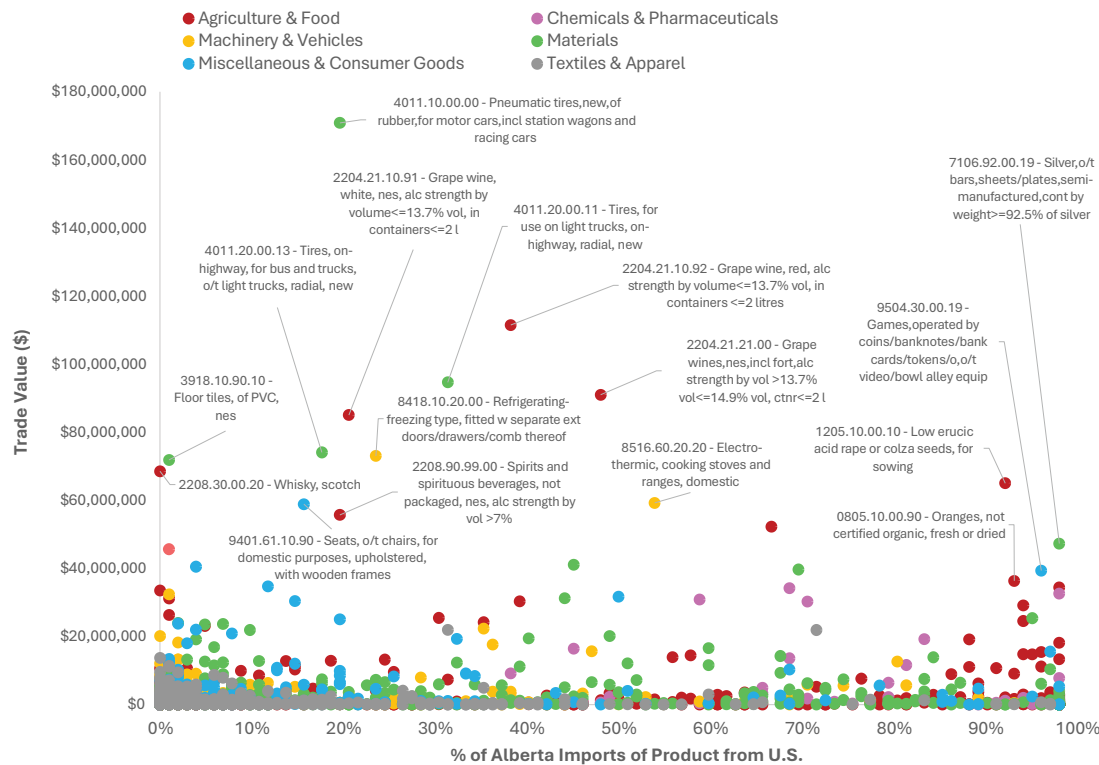 Agriculture & Food
Chemicals & Pharmaceuticals
Machinery & Vehicles
Materials
Miscellaneous & Consumer Goods
Textiles & Apparel
Trade Value ($)
$180,000,000
$160,000,000
$140,000,000
$120,000,000
$100,000,000
$80,000,000
$60,000,000
$40,000,000
$20,000,000
$0
4011.10.00.00 - Pneumatic tires,new,of
rubber,for motor cars,incl station wagons and
racing cars
7106.92.00.19 - Silver,o/t
bars,sheets/plates,semi-
manufactured,cont by
weight>=92.5% of silver
2204.21.10.91 - Grape wine,
white, nes, alc strength by
volume<=13.7% vol, in
containers<=2 l
4011.20.00.11 - Tires, for
use on light trucks, on-
highway, radial, new
4011.20.00.13 - Tires, on-
highway, for bus and trucks,
o/t light trucks, radial, new
2204.21.10.92 - Grape wine, red, alc
strength by volume<=13.7% vol, in
containers <=2 litres
9504.30.00.19 -
Games,operated by
coins/banknotes/bank
cards/tokens/o,o/t
video/bowl alley equip
2204.21.21.00 - Grape
wines,nes,incl fort,alc
strength by vol >13.7%
vol<=14.9% vol, ctnr<=2 l
3918.10.90.10 -
Floor tiles, of PVC,
nes
8418.10.20.00 - Refrigerating-
freezing type, fitted w separate ext
doors/drawers/comb thereof
1205.10.00.10 - Low erucic
acid rape or colza seeds, for
sowing
8516.60.20.20 - Electro-
thermic, cooking stoves and
ranges, domestic
2208.90.99.00 - Spirits and
spirituous beverages, not
packaged, nes, alc strength by
vol >7%
2208.30.00.20 - Whisky, scotch
0805.10.00.90 - Oranges, not
certified organic, fresh or dried
9401.61.10.90 - Seats, o/t chairs, for
domestic purposes, upholstered,
with wooden frames
0% 10% 20% 30% 40% 50% 60% 70% 80% 90% 100%
% of Alberta Imports of Product from U.S.